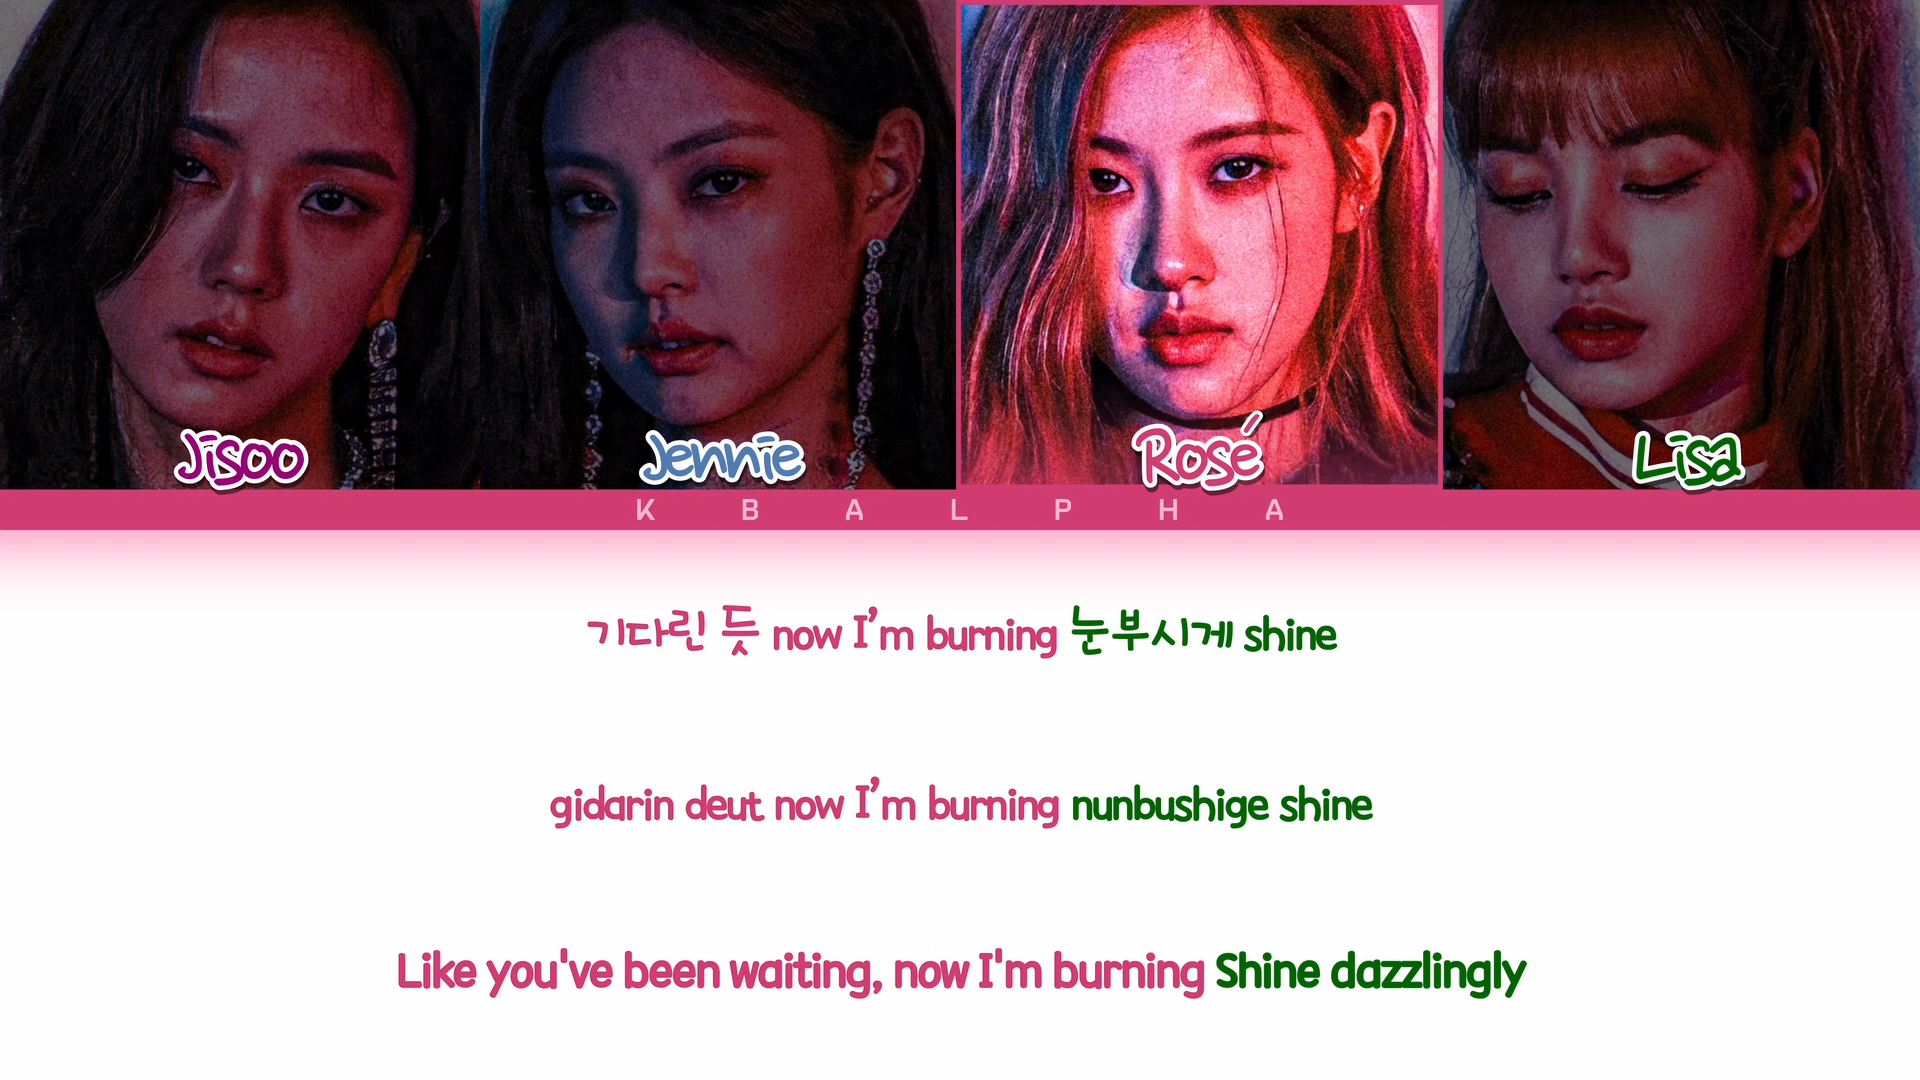 Jisoo
Jennie
Rosé
Lisa
KBALPHA
기다린 듯 now I’m burning 눈부시게 shine
gidarin deut now I’m burning nunbushige shine
Like you've been waiting, now I'm burning Shine dazzlingly